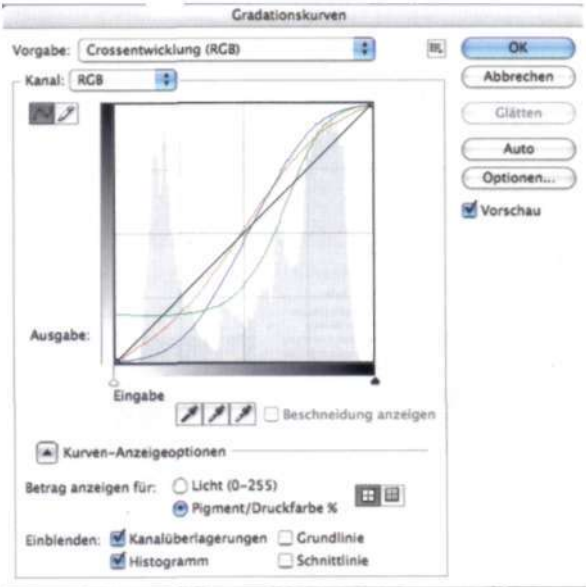 Gradationskurven
Vorgabe: Crossentwicklung (RGB)
OK
Kanal: RGB
Abbrechen
Glätten
Auto
Optionen...
Vorschau
Ausgabe:
Eingabe
Beschneidung anzeigen
Kurven-Anzeigeoptionen
Betrag anzeigen für: Licht (0-255)
Pigment/Druckfarbe %
Einblenden: Kanalüberlagerungen Grundlinie
Histogramm Schnittlinie